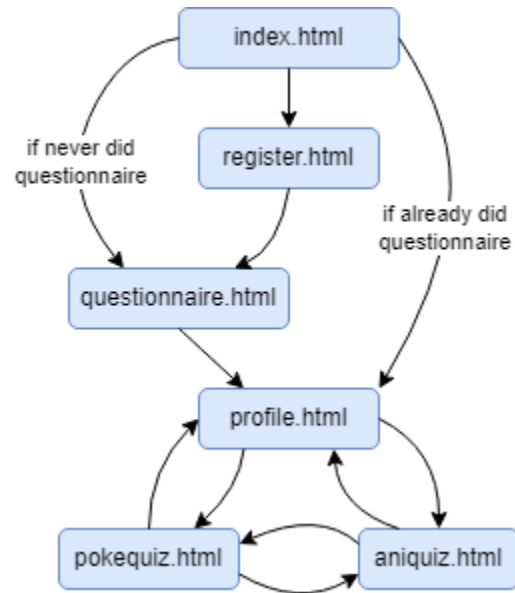 index.html
if never did
questionnaire
register.html
if already did
questionnaire
questionnaire.html
profile.html
pokequiz.html
aniquiz.html